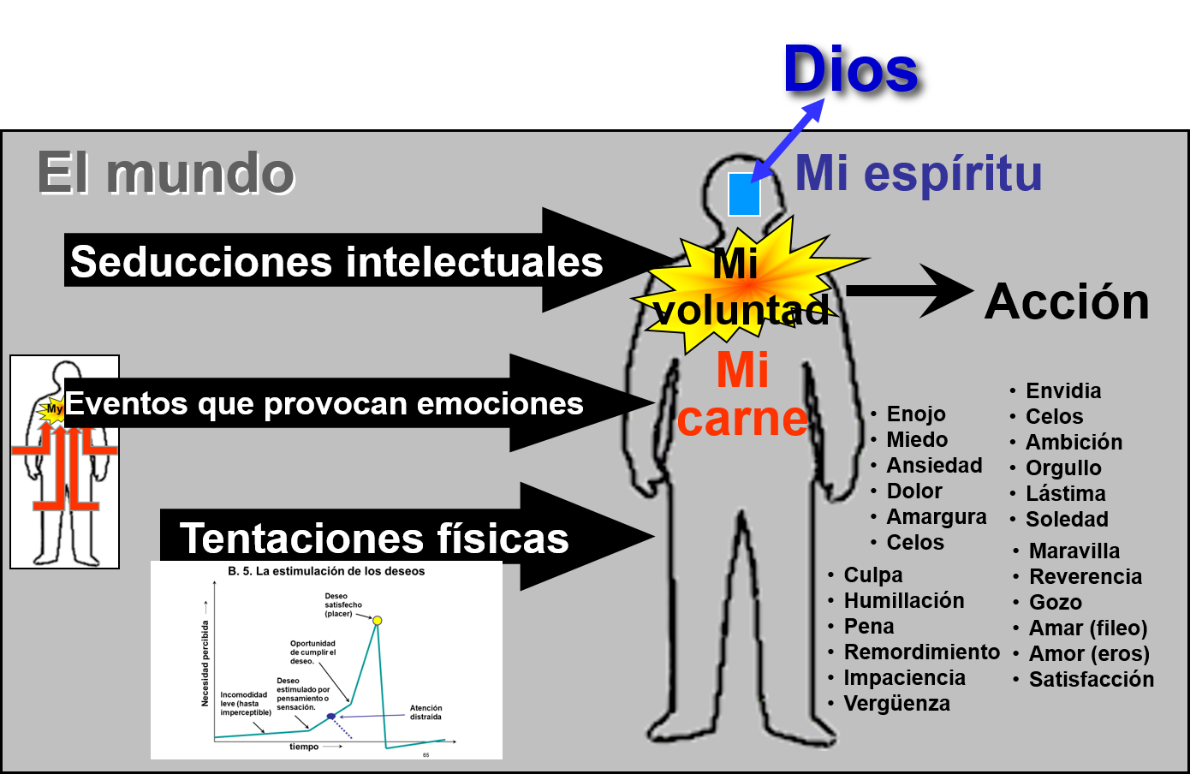 Dios
El mundo
Mi espíritu
Seducciones intelectuales
Mi
voluntad
Acción
Mi
carne
My
Eventos que provocan emociones
• Enojo
• Miedo
• Ansiedad
• Dolor
• Amargura
• Celos
• Envidia
• Celos
• Ambición
• Orgullo
• Lástima
• Soledad
Tentaciones físicas
• Culpa
• Humillación
• Pena
• Remordimiento
• Impaciencia
• Vergüenza
• Maravilla
• Reverencia
• Gozo
• Amar (fileo)
• Amor (eros)
• Satisfacción
B. 5. La estimulación de los deseos
Necesidad percibida
Deseo
satisfecho
(placer)
Oportunidad
de cumplir el
deseo.
Deseo
estimulado por
pensamiento o
sensación.
Incomodidad
leve (hasta
imperceptible)
Atención
distraida
tiempo
65